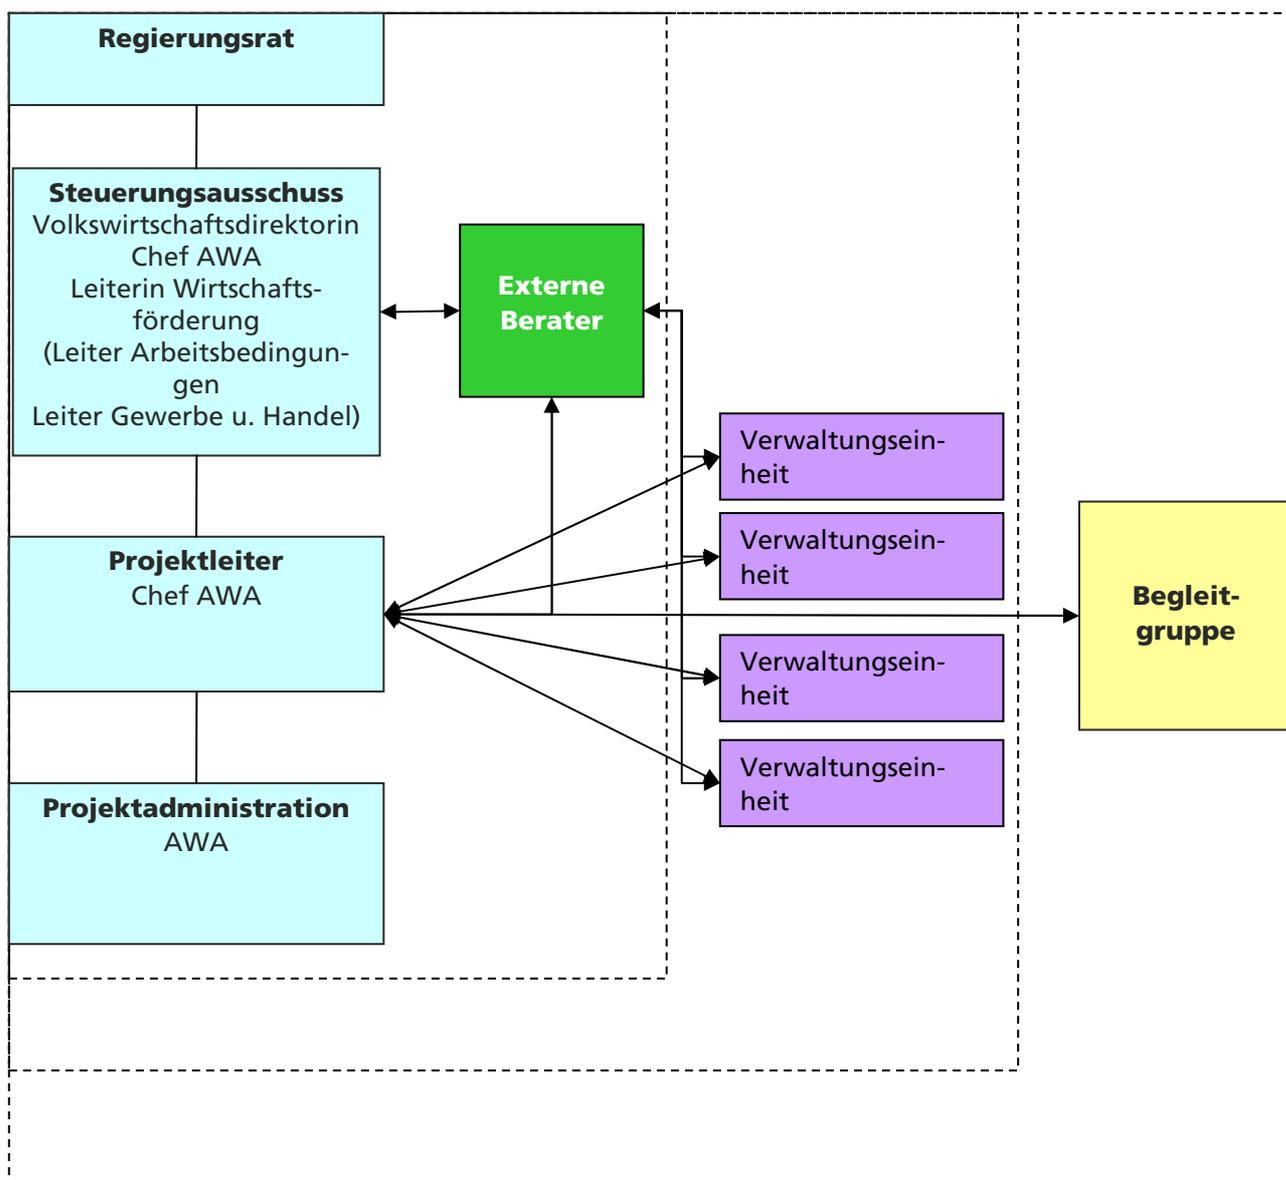 Regierungsrat
Steuerungsausschuss
Volkswirtschaftsdirektorin
Chef AWA
Leiterin Wirtschafts-
förderung
(Leiter Arbeitsbedingun-
gen
Leiter Gewerbe u. Handel)
Externe
Berater
Verwaltungsein-
heit
Verwaltungsein-
heit
Projektleiter
Chef AWA
Begleit-
gruppe
Verwaltungsein-
heit
Verwaltungsein-
heit
Projektadministration
AWA